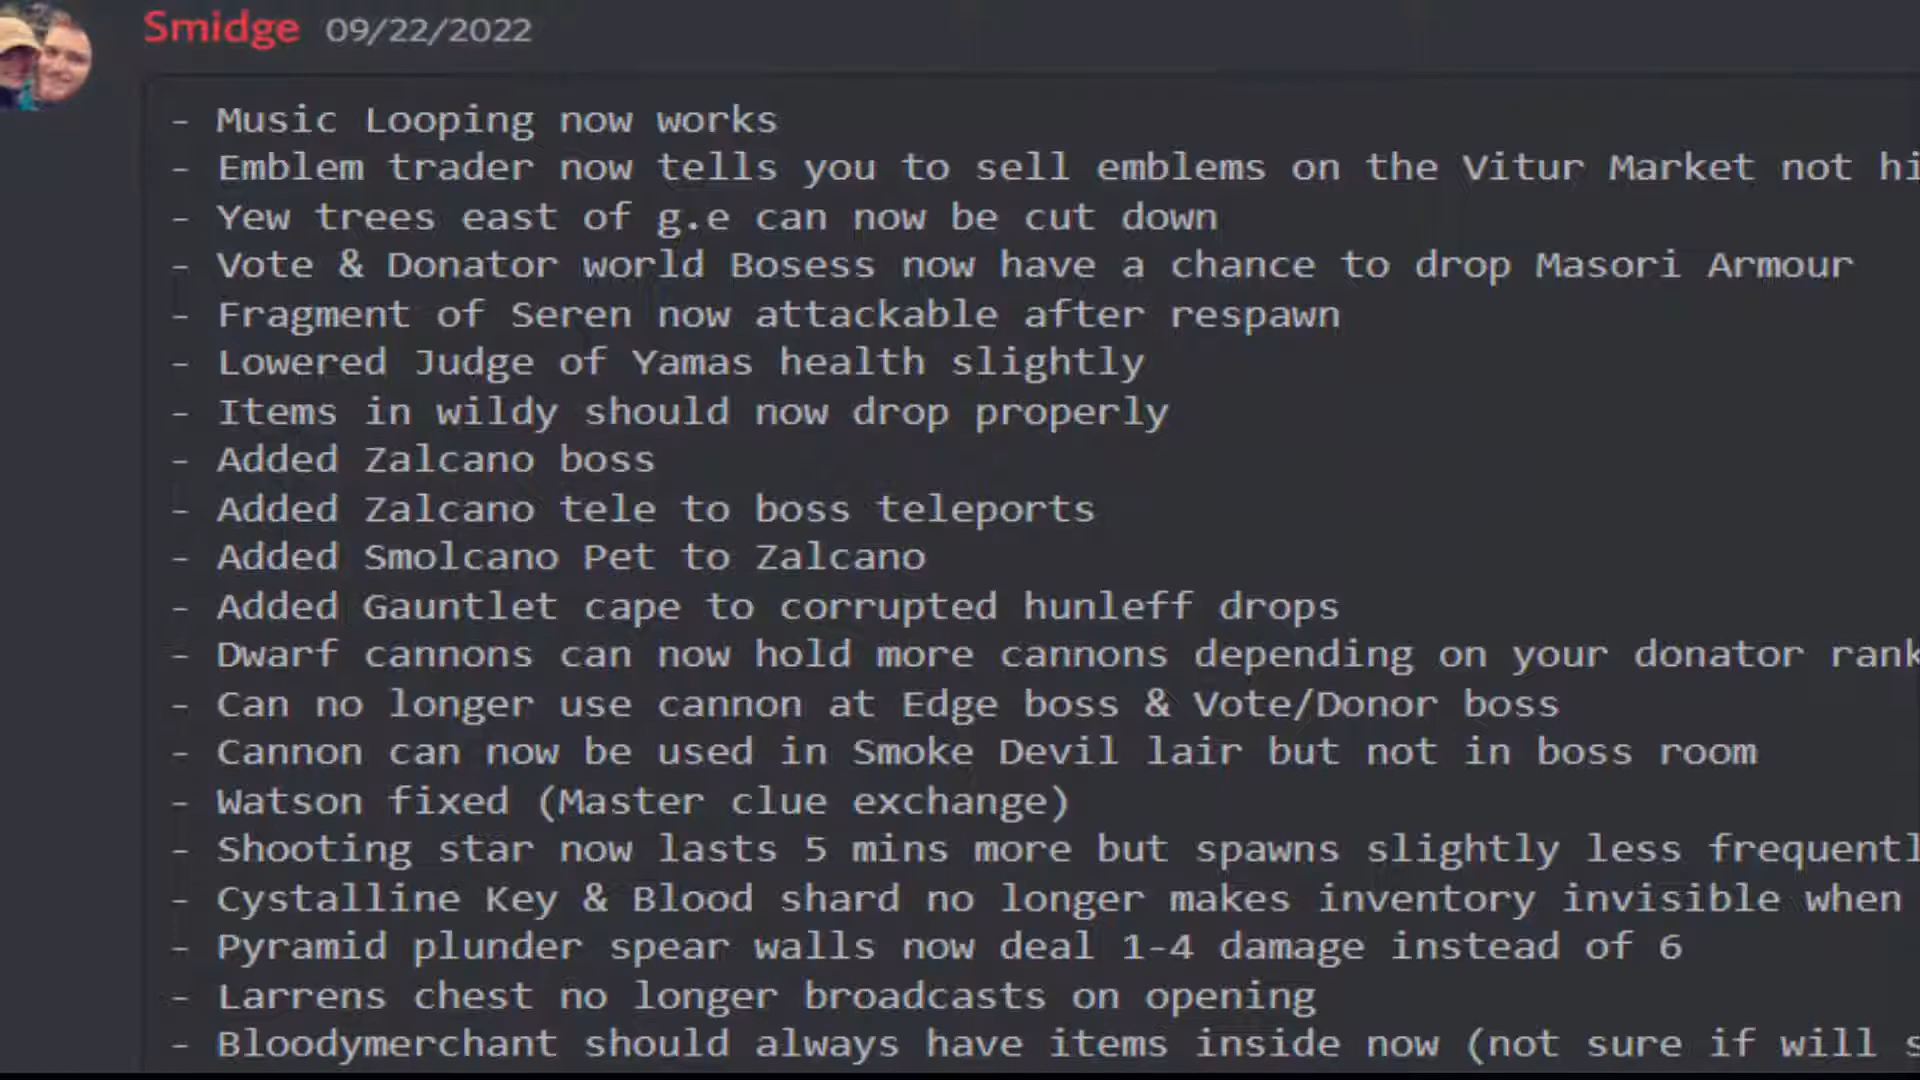 Smidge 09/22/2022
- Music Looping now works
- Emblem trader now tells you to sell emblems on the Vitur Market not hi
- Yew trees east of g.e can now be cut down
- Vote & Donator world Bosess now have a chance to drop Masori Armour
- Fragment of Seren now attackable after respawn
- Lowered Judge of Yamas health slightly
- Items in wildy should now drop properly
- Added Zalcano boss
- Added Zalcano tele to boss teleports
- Added Smolcano Pet to Zalcano
- Added Gauntlet cape to corrupted hunleff drops
- Dwarf cannons can now hold more cannons depending on your donator rank
- Can no longer use cannon at Edge boss & Vote/Donor boss
- Cannon can now be used in Smoke Devil lair but not in boss room
- Watson fixed (Master clue exchange)
- Shooting star now lasts 5 mins more but spawns slightly less frequentl
- Cystalline Key & Blood shard no longer makes inventory invisible when
- Pyramid plunder spear walls now deal 1-4 damage instead of 6
- Larrens chest no longer broadcasts on opening
- Bloodymerchant should always have items inside now (not sure if will s